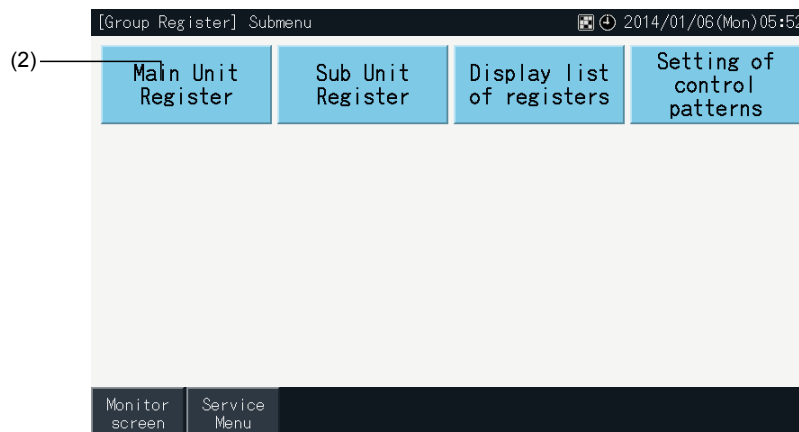 [Group Register] Submenu 2014/01/06(Mon)05:52
(2)
Main Unit
Register
Sub Unit
Register
Display list
of registers
Setting of
control
patterns
Monitor
screen
Service
Menu